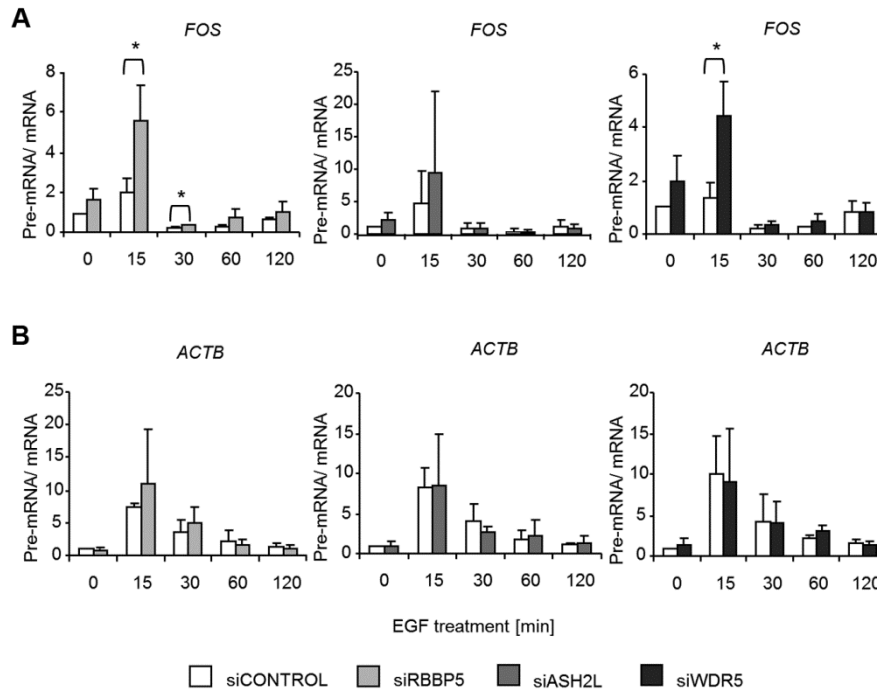 A
FOS
FOS
FOS
* *
*
Pre-mRNA/ mRNA
8
6
4
2
0
0 15 30 60 120
Pre-mRNA/ mRNA
25
20
15
10
5
0
0 15 30 60 120
Pre-mRNA/ mRNA
6
4
2
0
0 15 30 60 120
B
ACTB
ACTB
ACTB
Pre-mRNA/ mRNA
25
20
15
10
5
0
0 15 30 60 120
Pre-mRNA/ mRNA
20
15
10
5
0
0 15 30 60 120
Pre-mRNA/ mRNA
20
15
10
5
0
0 15 30 60 120
EGF treatment [min]
siCONTROL siRBBP5 siASH2L siWDR5